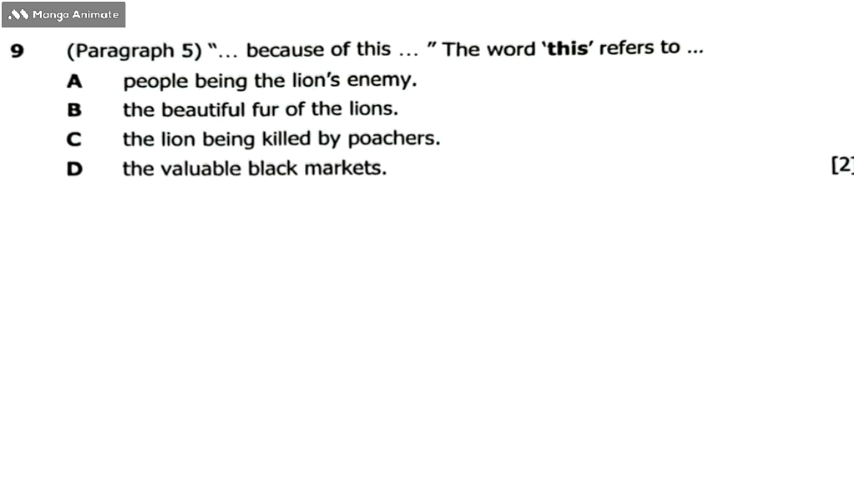 Mango Animate
9 (Paragraph 5) “… because of this … ” The word ‘this’ refers to …
A people being the lion’s enemy.
B the beautiful fur of the lions.
C the lion being killed by poachers.
D the valuable black markets.
[2]